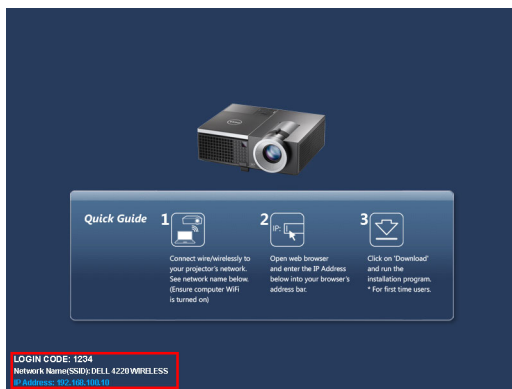 Quick Guide
1
Connect wire/wirelessly to
your projector's network.
See network name below.
(Ensure computer WiFi
is turned on)
2
IP:
Open web browser
and enter the IP Address
below into your browser's
address bar.
3
Click on 'Download'
and run the
installation program.
* For first time users.
LOGIN CODE: 1234
Network Name(SSID): DELL 4220 WIRELESS
IP Address: 192.168.100.10